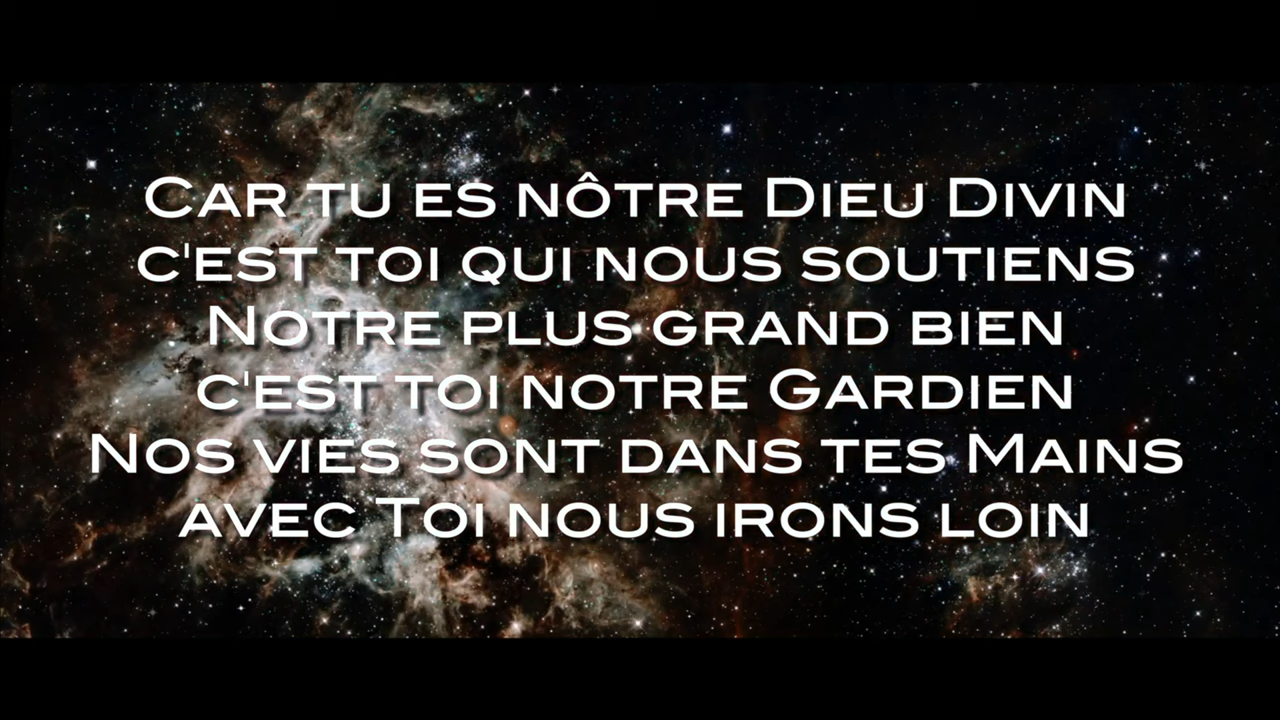 Car tu es nôtre Dieu Divin
c'est toi qui nous soutiens
Notre plus grand bien
c'est toi notre Gardien
Nos vies sont dans tes Mains
avec Toi nous irons loin